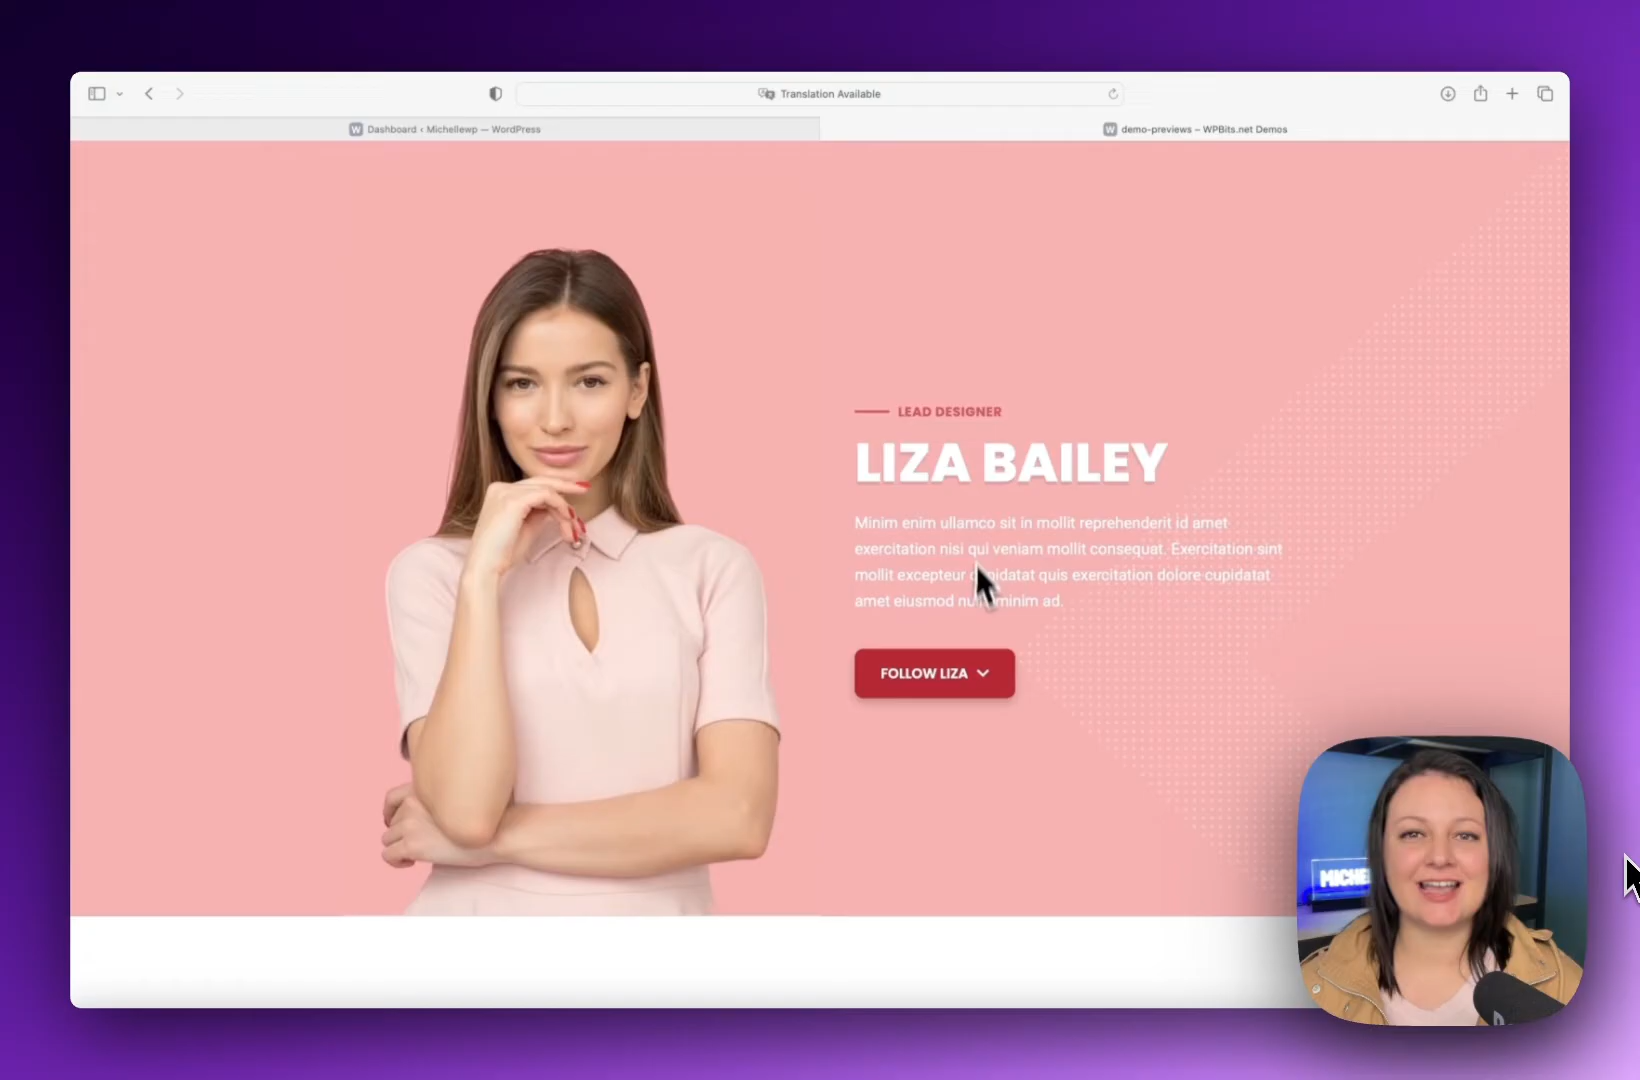 Translation Available
Dashboard ‹ Michellewp — WordPress
demo-previews – WPBits.net Demos
LEAD DESIGNER
LIZA BAILEY
Minim enim ullamco sit in mollit reprehenderit id amet
exercitation nisi qui veniam mollit consequat. Exercitation sint
mollit excepteur quis exercitation dolore cupidatat
amet eiusmod minim ad.
FOLLOW LIZA
MICHE